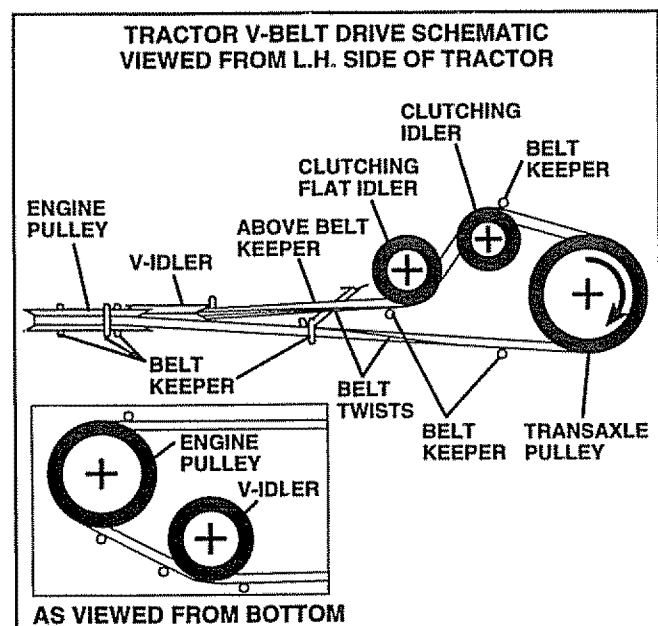 TRACTOR V-BELT DRIVE SCHEMATIC
VIEWED FROM L.H. SIDE OF TRACTOR
CLUTCHING
IDLER
BELT
KEEPER
CLUTCHING
FLAT IDLER
ENGINE
PULLEY
ABOVE BELT
KEEPER
V-IDLER
BELT
KEEPER
BELT
TWISTS
BELT
KEEPER
TRANSAXLE
PULLEY
ENGINE
PULLEY
V-IDLER
AS VIEWED FROM BOTTOM